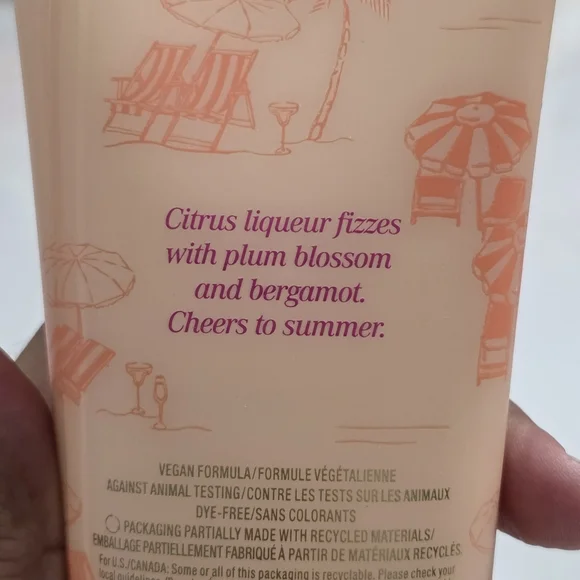 Citrus liqueur fizzes
with plum blossom
and bergamot.
Cheers to summer.
VEGAN FORMULA/FORMULE VÉGÉTALIENNE
AGAINST ANIMAL TESTING/CONTRE LES TESTS SUR LES ANIMAUX
DYE-FREE/SANS COLORANTS
PACKAGING PARTIALLY MADE WITH RECYCLED MATERIALS/
EMBALLAGE PARTIELLEMENT FABRIQUÉ À PARTIR DE MATÉRIAUX RECYCLÉS.
For U.S./CANADA: Some or all of this packaging is recyclable. Please check your
local